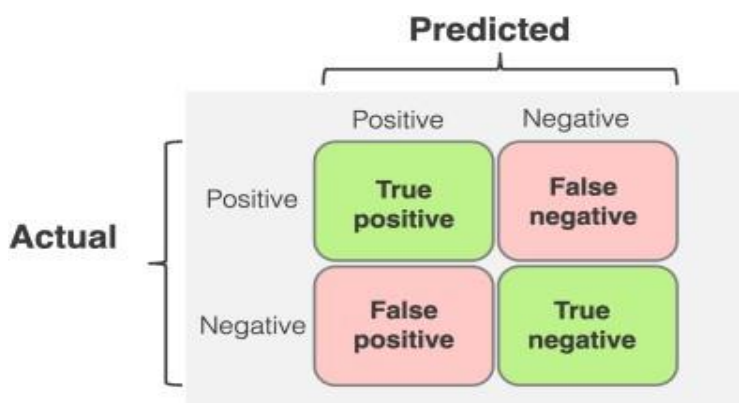 Predicted
Positive Negative
Positive
True
positive
False
negative
Actual
Negative
False
positive
True
negative